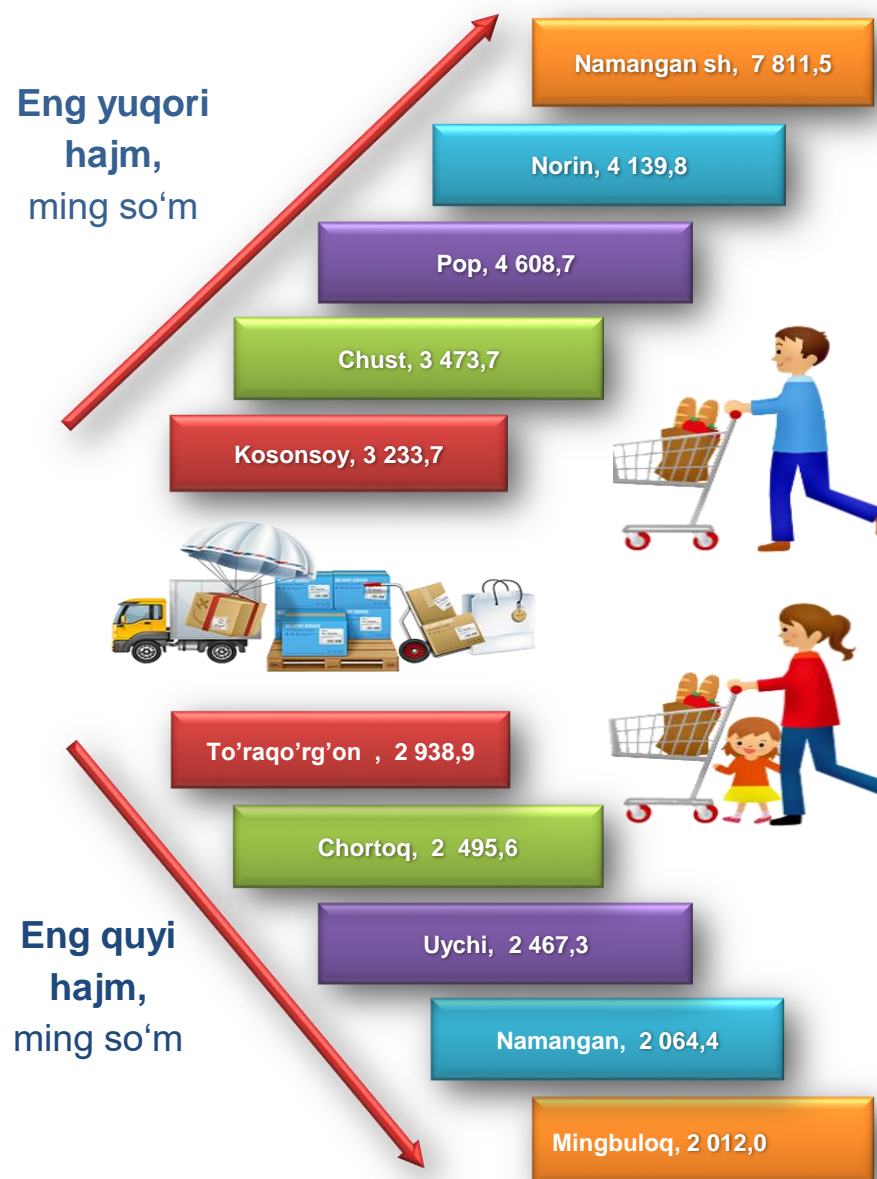 Eng yuqori
hajm,
ming so‘m
Namangan sh, 7 811,5
Norin, 4 139,8
Pop, 4 608,7
Chust, 3 473,7
Kosonsoy, 3 233,7
To’raqo’rg’on , 2 938,9
Chortoq, 2 495,6
Uychi, 2 467,3
Eng quyi
hajm,
ming so‘m
Namangan, 2 064,4
Mingbuloq, 2 012,0